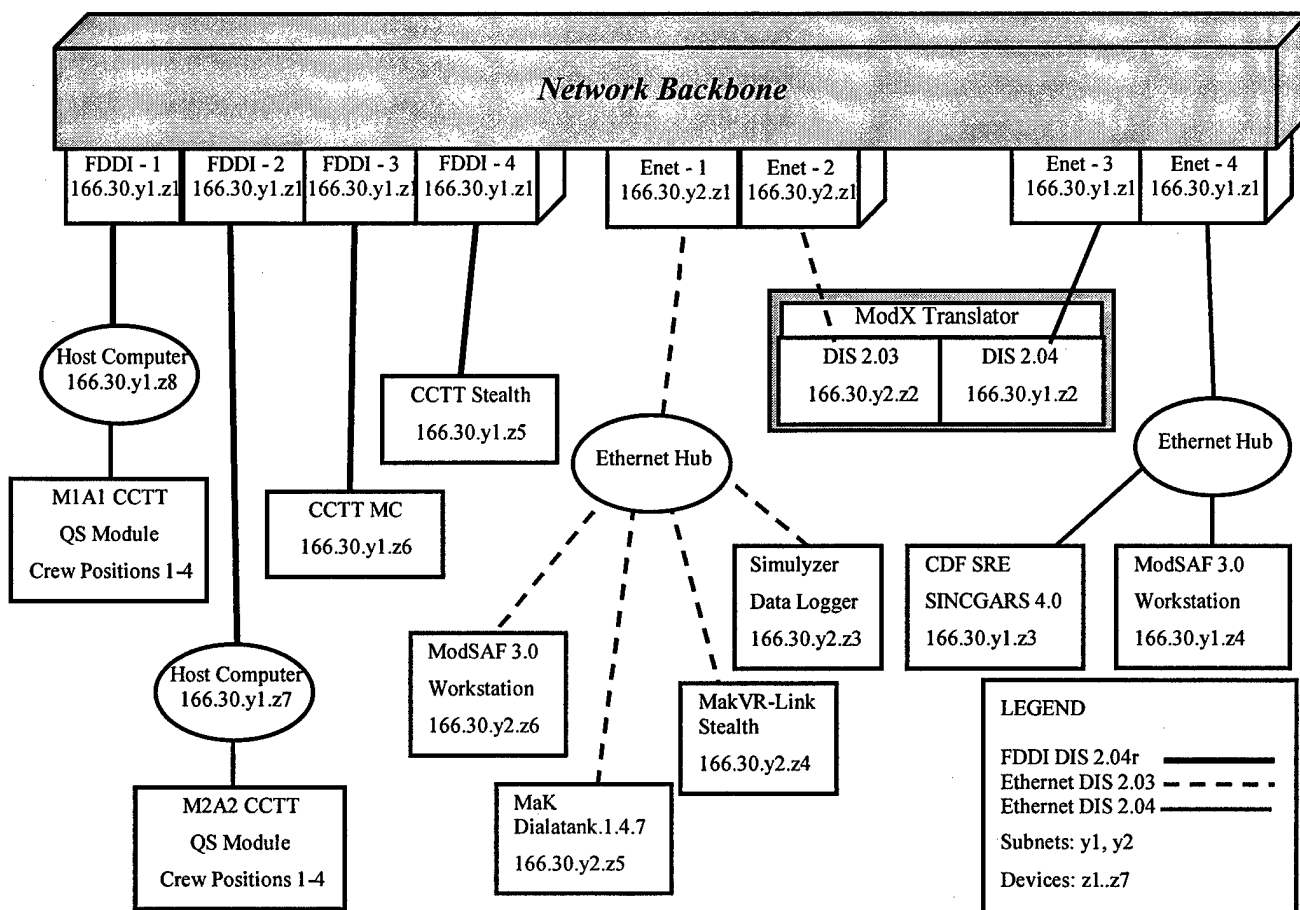 Network Backbone
FDDI - 1
166.30.y1.z1
FDDI - 2
166.30.y1.z1
FDDI - 3
166.30.y1.z1
FDDI - 4
166.30.y1.z1
Enet - 1
166.30.y2.z1
Enet - 2
166.30.y2.z1
Enet - 3
166.30.y1.z1
Enet - 4
166.30.y1.z1
ModX Translator
DIS 2.03
166.30.y2.z2
DIS 2.04
166.30.y1.z2
Host Computer
166.30.y1.z8
M1A1 CCTT
QS Module
Crew Positions 1-4
Host Computer
166.30.y1.z7
M2A2 CCTT
QS Module
Crew Positions 1-4
CCTT MC
166.30.y1.z6
CCTT Stealth
166.30.y1.z5
Ethernet Hub
ModSAF 3.0
Workstation
166.30.y2.z6
MaK
Dialatank.1.4.7
166.30.y2.z5
MakVR-Link
Stealth
166.30.y2.z4
Simulyzer
Data Logger
166.30.y2.z3
Ethernet Hub
CDF SRE
SINCGARS 4.0
166.30.y1.z3
ModSAF 3.0
Workstation
166.30.y1.z4
LEGEND
FDDI DIS 2.04r
Ethernet DIS 2.03
Ethernet DIS 2.04
Subnets: y1, y2
Devices: z1..z7